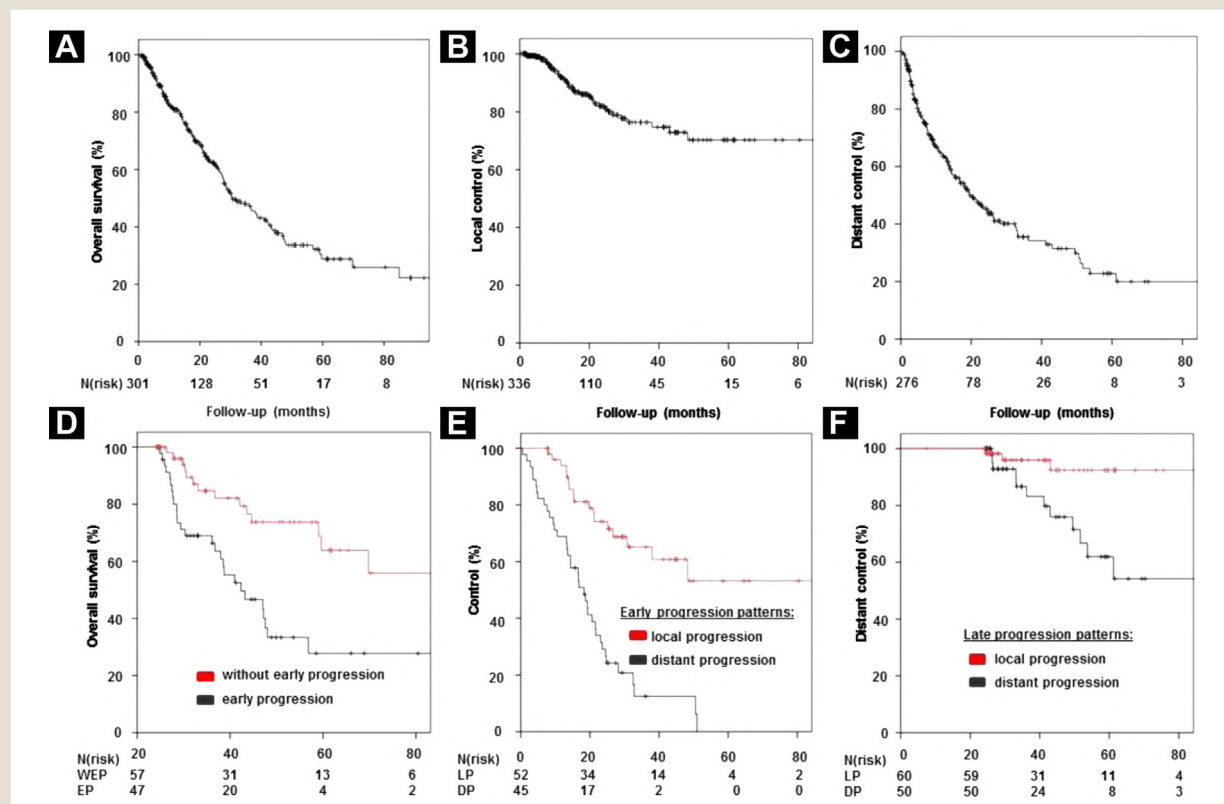 A
Overall survival (%)
100
80
60
40
20
0
0 20 40 60 80
N(risk) 301 128 51 17 8
Follow-up (months)
B
Local control (%)
100
80
60
40
20
0
0 20 40 60 80
N(risk) 336 110 45 15 6
Follow-up (months)
C
Distant control (%)
100
80
60
40
20
0
0 20 40 60 80
N(risk) 276 78 26 8 3
Follow-up (months)
D
Overall survival (%)
100
80
60
40
20
0
without early progression
early progression
20 40 60 80
N(risk)
WEP 57 31 13 6
EP 47 20 4 2
E
Control (%)
100
80
60
40
20
0
Early progression patterns:
local progression
distant progression
0 20 40 60 80
N(risk)
LP 52 34 14 4 2
DP 45 17 2 0 0
F
Distant control (%)
100
80
60
40
20
0
Late progression patterns:
local progression
distant progression
0 20 40 60 80
N(risk)
LP 60 59 31 11 4
DP 50 50 24 8 3